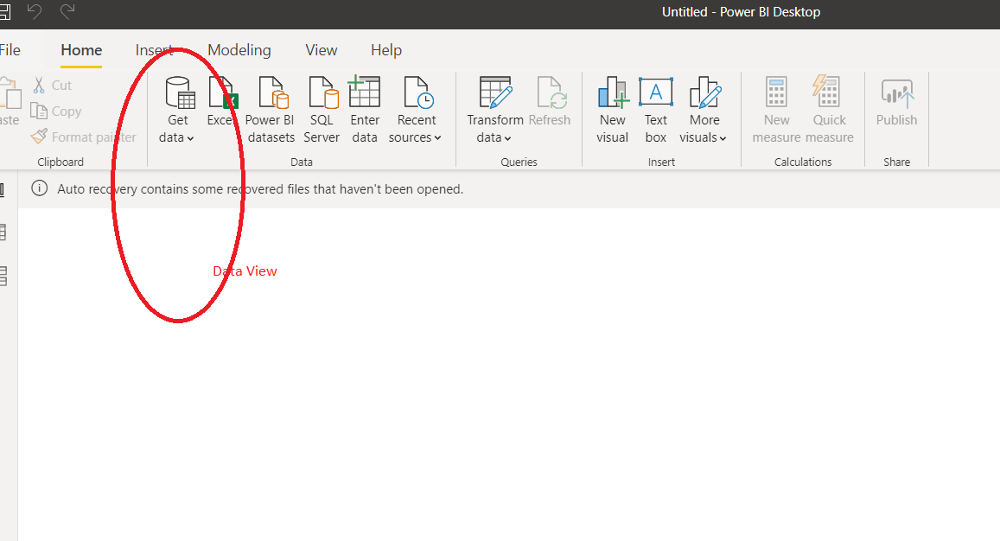 Untitled - Power BI Desktop
File Home Insert Modeling View Help
Cut
Copy
Format painter
aste
Clipboard
Get
data
Excel
Power BI
datasets
SQL
Server
Enter
data
Recent
sources
Data
Transform
data
Refresh
Queries
New
visual
A
Text
box
More
visuals
Insert
New
measure
Quick
measure
Calculations
Publish
Share
Auto recovery contains some recovered files that haven't been opened.
Data View